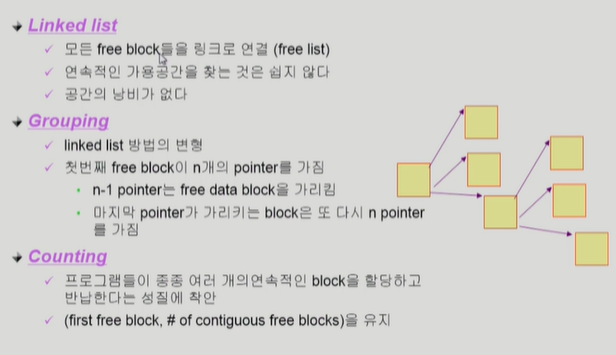 Linked list
모든 free block들을 링크로 연결 (free list)
연속적인 가용공간을 찾는 것은 쉽지 않다
공간의 낭비가 없다
Grouping
linked list 방법의 변형
첫번째 free block이 n개의 pointer를 가짐
n-1 pointer는 free data block을 가리킴
마지막 pointer가 가리키는 block은 또 다시 n pointer
를 가짐
Counting
프로그램들이 종종 여러 개의연속적인 block을 할당하고
반납한다는 성질에 착안
(first free block, # of contiguous free blocks)을 유지